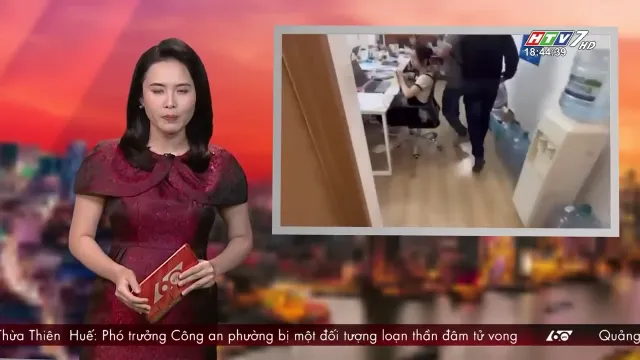 HTV7 HD
18:44:39
Thừa Thiên Huế: Phó trưởng Công an phường bị một đối tượng loạn thần đâm tử vong
Quảng